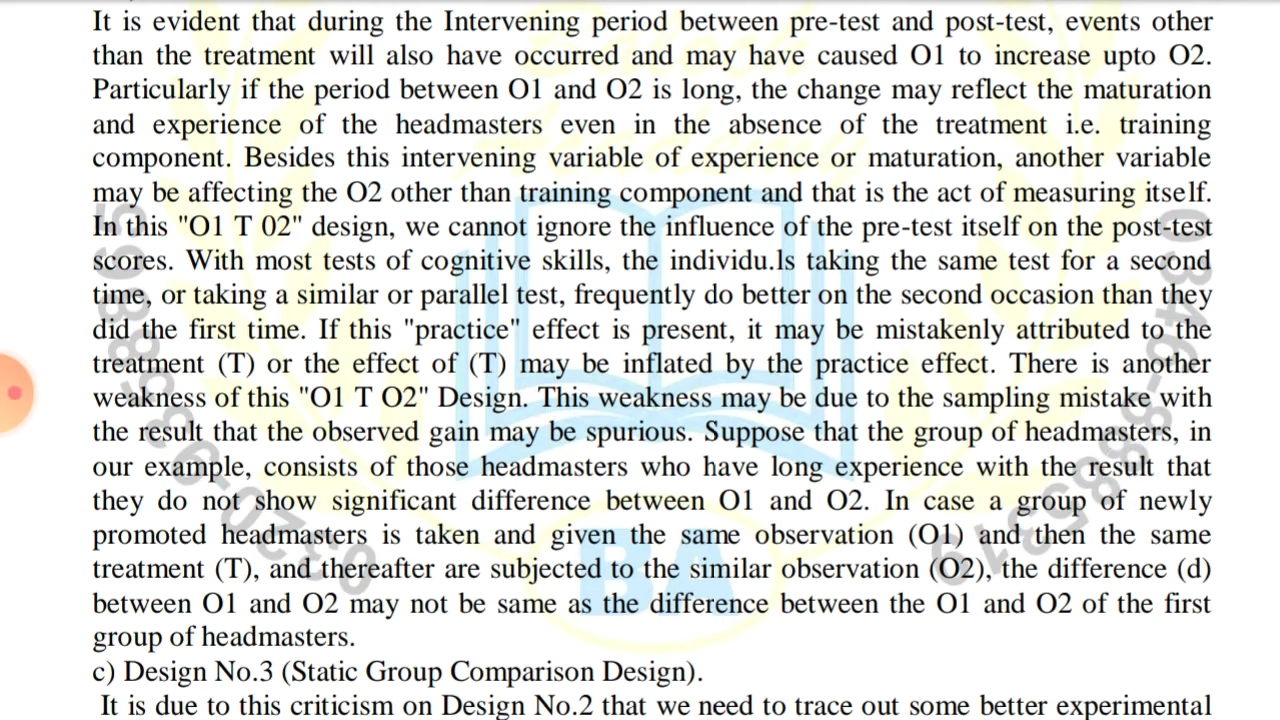 It is evident that during the Intervening period between pre-test and post-test, events other
than the treatment will also have occurred and may have caused O1 to increase upto O2.
Particularly if the period between O1 and O2 is long, the change may reflect the maturation
and experience of the headmasters even in the absence of the treatment i.e. training
component. Besides this intervening variable of experience or maturation, another variable
may be affecting the O2 other than training component and that is the act of measuring itself.
In this "O1 T 02" design, we cannot ignore the influence of the pre-test itself on the post-test
scores. With most tests of cognitive skills, the individu.ls taking the same test for a second
time, or taking a similar or parallel test, frequently do better on the second occasion than they
did the first time. If this "practice" effect is present, it may be mistakenly attributed to the
treatment (T) or the effect of (T) may be inflated by the practice effect. There is another
weakness of this "O1 T O2" Design. This weakness may be due to the sampling mistake with
the result that the observed gain may be spurious. Suppose that the group of headmasters, in
our example, consists of those headmasters who have long experience with the result that
they do not show significant difference between O1 and O2. In case a group of newly
promoted headmasters is taken and given the same observation (O1) and then the same
treatment (T), and thereafter are subjected to the similar observation (O2), the difference (d)
between O1 and O2 may not be same as the difference between the O1 and O2 of the first
group of headmasters.
c) Design No.3 (Static Group Comparison Design).
It is due to this criticism on Design No.2 that we need to trace out some better experimental
BA